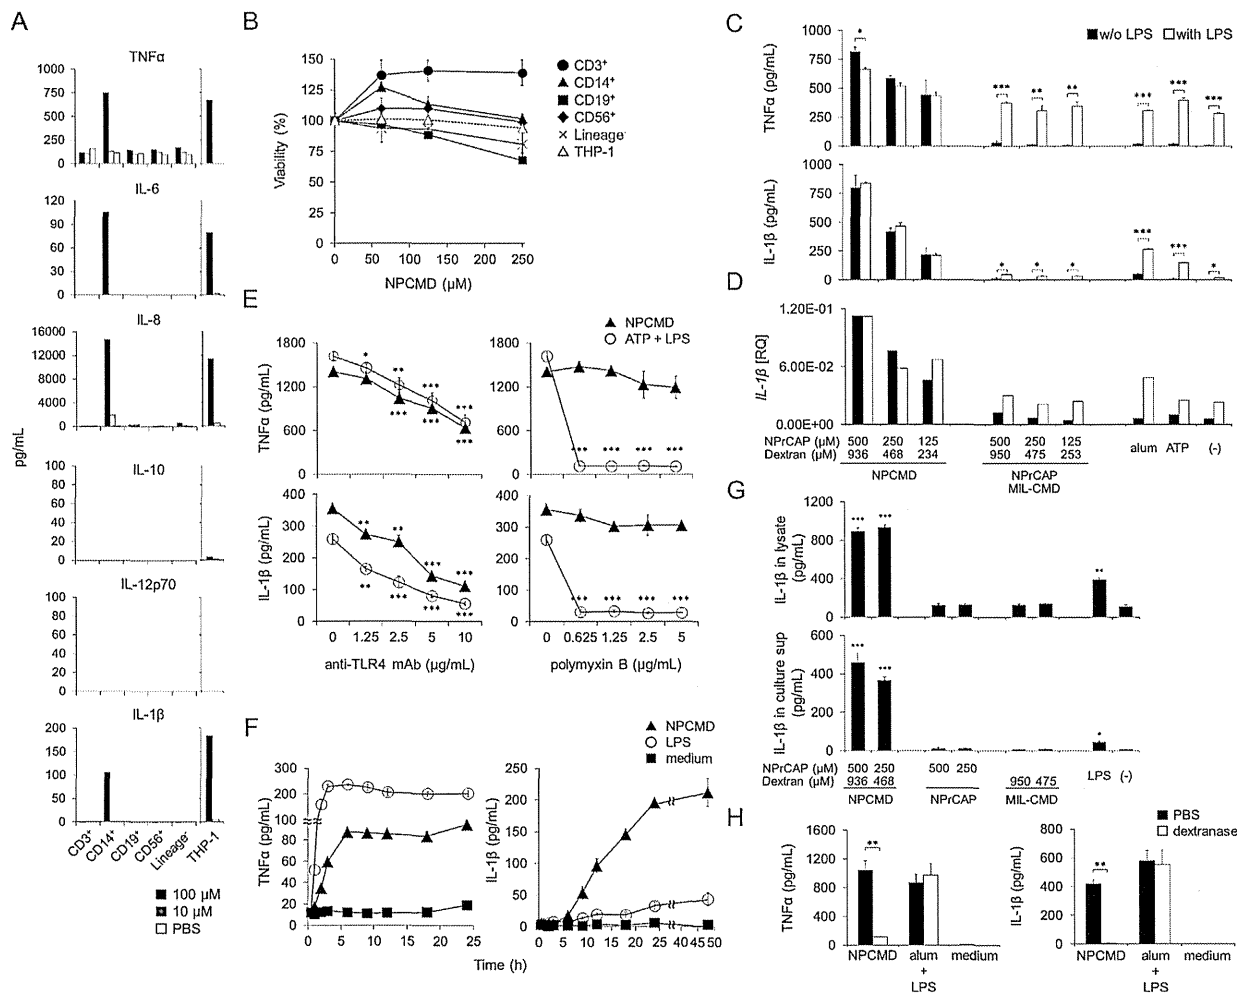 A
TNFα
1000
750
500
250
0
IL-6
120
90
60
30
0
IL-8
16000
12000
8000
4000
0
pg/mL
IL-10
100
80
60
40
20
0
IL-12p70
100
80
60
40
20
0
IL-1β
200
150
100
50
0
CD3⁺ CD14⁺ CD19⁺ CD56⁺ Lineage⁻ THP-1
100 μM
10 μM
PBS
B
Viability (%)
150
125
100
75
50
25
0
0 50 100 150 200 250
NPCMD (μM)
CD3⁺
CD14⁺
CD19⁺
CD56⁺
Lineage⁻
THP-1
C
w/o LPS with LPS
TNFα (pg/mL)
1000
750
500
250
0
* *** ** ** *** *** ***
IL-1β (pg/mL)
1000
750
500
250
0
* * * *** *** *
D
IL-1β [RQ]
1.20E-01
6.00E-02
0.00E+00
NPrCAP (μM) 500 250 125 500 250 125
Dextran (μM) 936 468 234 950 475 253 alum ATP (-)
NPCMD NPrCAP
MIL-CMD
E
NPCMD
ATP + LPS
TNFα (pg/mL)
1800
1200
600
0
* ** *** ***
*** *** ***
1800
1200
600
0
*** *** *** ***
IL-1β (pg/mL)
400
300
200
100
0
** ** *** ***
** *** *** ***
0 1.25 2.5 5 10
anti-TLR4 mAb (μg/mL)
400
300
200
100
0
*** *** *** ***
0 0.625 1.25 2.5 5
polymyxin B (μg/mL)
F
NPCMD
LPS
medium
TNFα (pg/mL)
300
200
100
100
80
60
40
20
0
0 5 10 15 20 25
IL-1β (pg/mL)
250
200
150
100
50
0
0 5 10 15 20 25 40 45 50
Time (h)
G
IL-1β in lysate
(pg/mL)
1200
800
400
0
*** *** **
IL-1β in culture sup
(pg/mL)
600
400
200
0
*** *** *
NPrCAP (μM) 500 250 500 250
Dextran (μM) 936 468 950 475 LPS (-)
NPCMD NPrCAP MIL-CMD
H
PBS
dextranase
TNFα (pg/mL)
1600
1200
800
400
0
**
NPCMD alum medium
+
LPS
IL-1β (pg/mL)
800
600
400
200
0
**
NPCMD alum medium
+
LPS